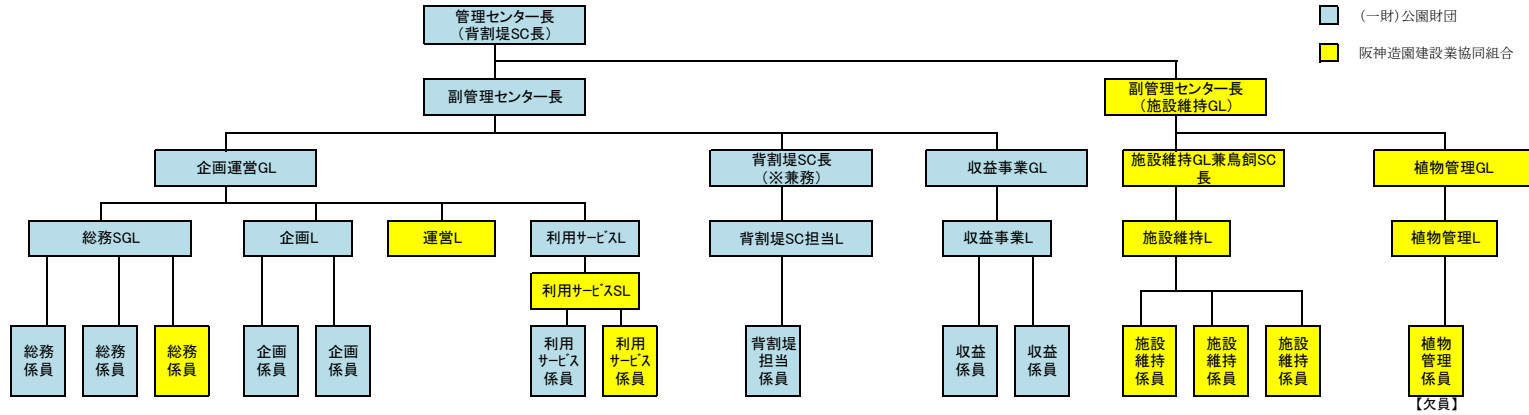 管理センター長
(背割堤SC長)
(一財)公園財団
阪神造園建設業協同組合
副管理センター長
副管理センター長
(施設維持GL)
企画運営GL
背割堤SC長
(※兼務)
収益事業GL
施設維持GL兼鳥飼SC
長
植物管理GL
総務SGL
企画L
運営L
利用サービスL
背割堤SC担当L
収益事業L
施設維持L
植物管理L
利用サービスSL
総務
係員
総務
係員
総務
係員
企画
係員
企画
係員
利用
サービス
係員
利用
サービス
係員
背割堤
担当
係員
収益
係員
収益
係員
施設
維持
係員
施設
維持
係員
施設
維持
係員
植物
管理
係員
【欠員】